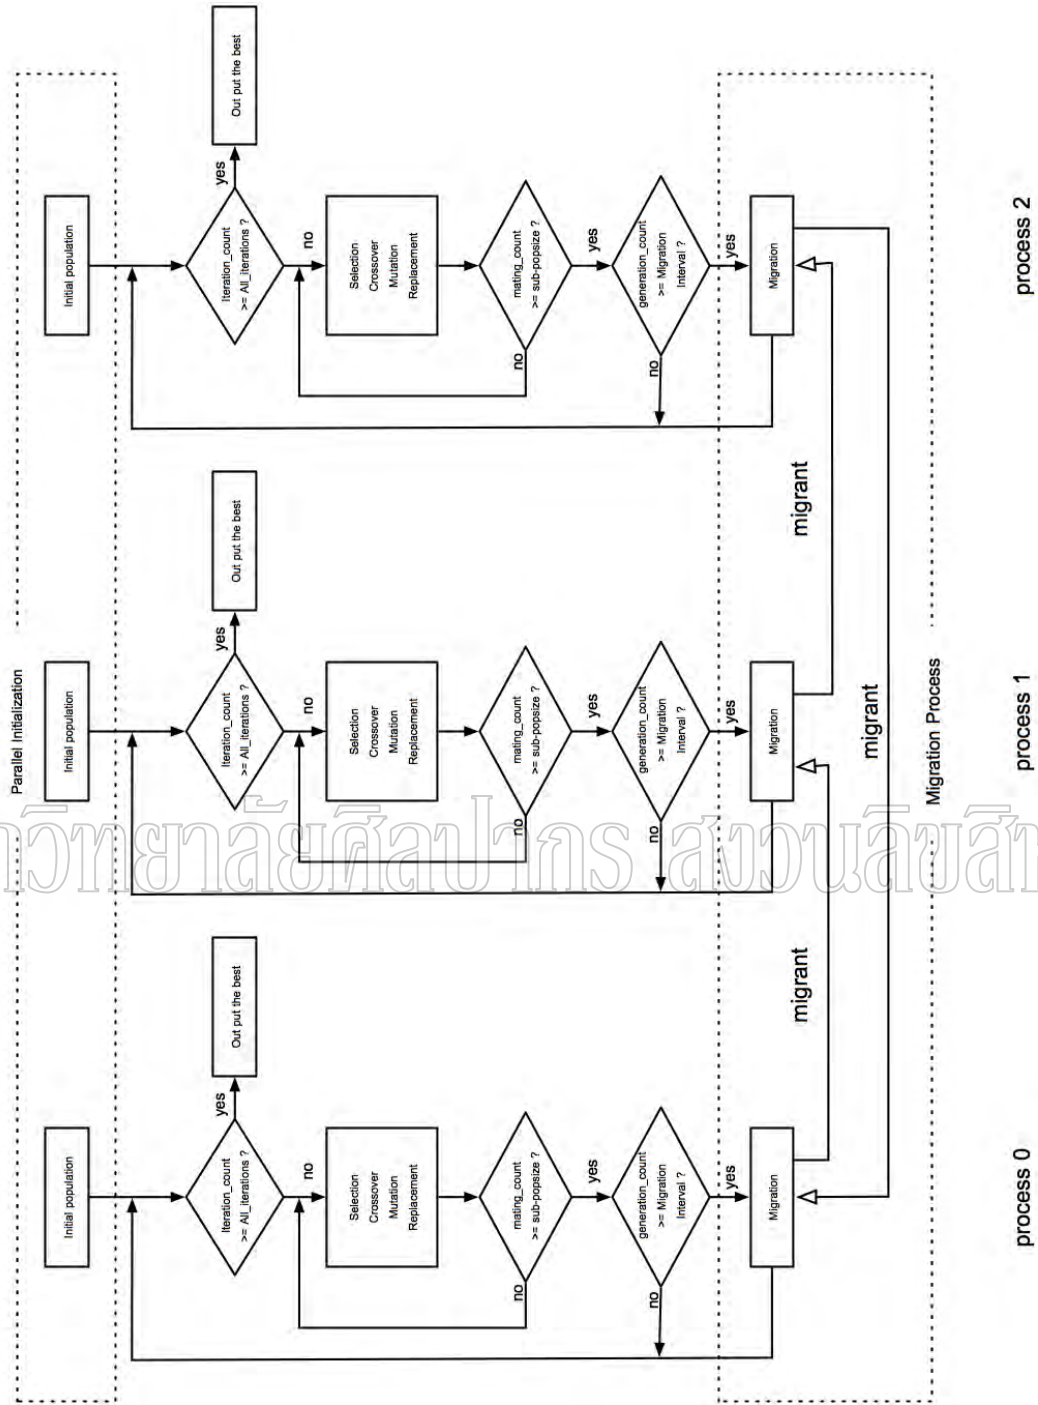 Parallel Initialization
Initial population
Iteration_count
>= All_iterations ?
yes
Out put the best
no
Selection
Crossover
Mutation
Replacement
mating_count
>= sub-popsize ?
no
yes
generation_count
>= Migration
Interval ?
no
yes
Migration
migrant
process 0
Initial population
Iteration_count
>= All_iterations ?
yes
Out put the best
no
Selection
Crossover
Mutation
Replacement
mating_count
>= sub-popsize ?
no
yes
generation_count
>= Migration
Interval ?
no
yes
Migration
migrant
migrant
Migration Process
process 1
Initial population
Iteration_count
>= All_iterations ?
yes
Out put the best
no
Selection
Crossover
Mutation
Replacement
mating_count
>= sub-popsize ?
no
yes
generation_count
>= Migration
Interval ?
no
yes
Migration
process 2